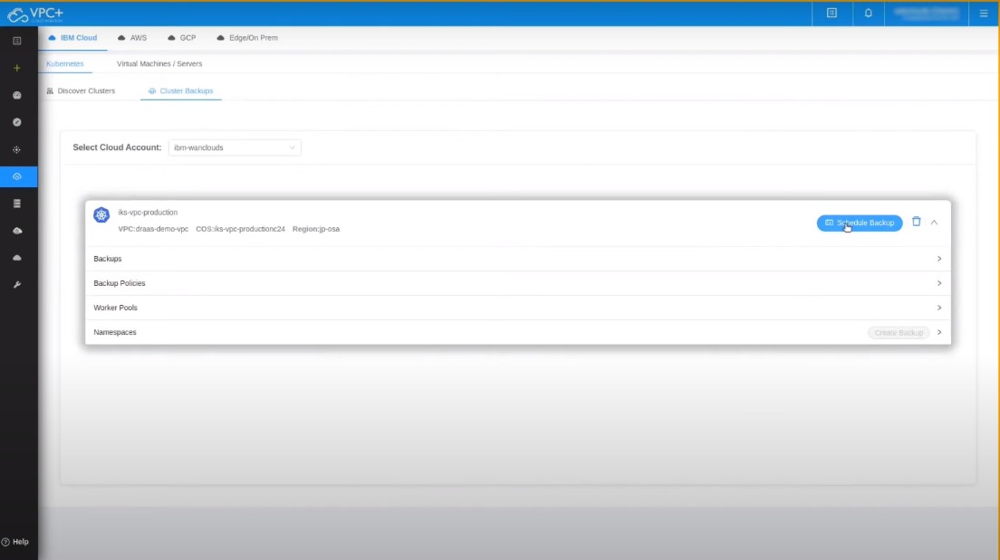 VPC+
IBM Cloud AWS GCP Edge/On Prem
Kubernetes Virtual Machines / Servers
Discover Clusters Cluster Backups
Select Cloud Account: ibm-wanclouds
iks-vpc-production
VPC:draas-demo-vpc COS:iks-vpc-productionc24 Region:jp-osa
Schedule Backup
Backups
Backup Policies
Worker Pools
Namespaces Create Backup
Help